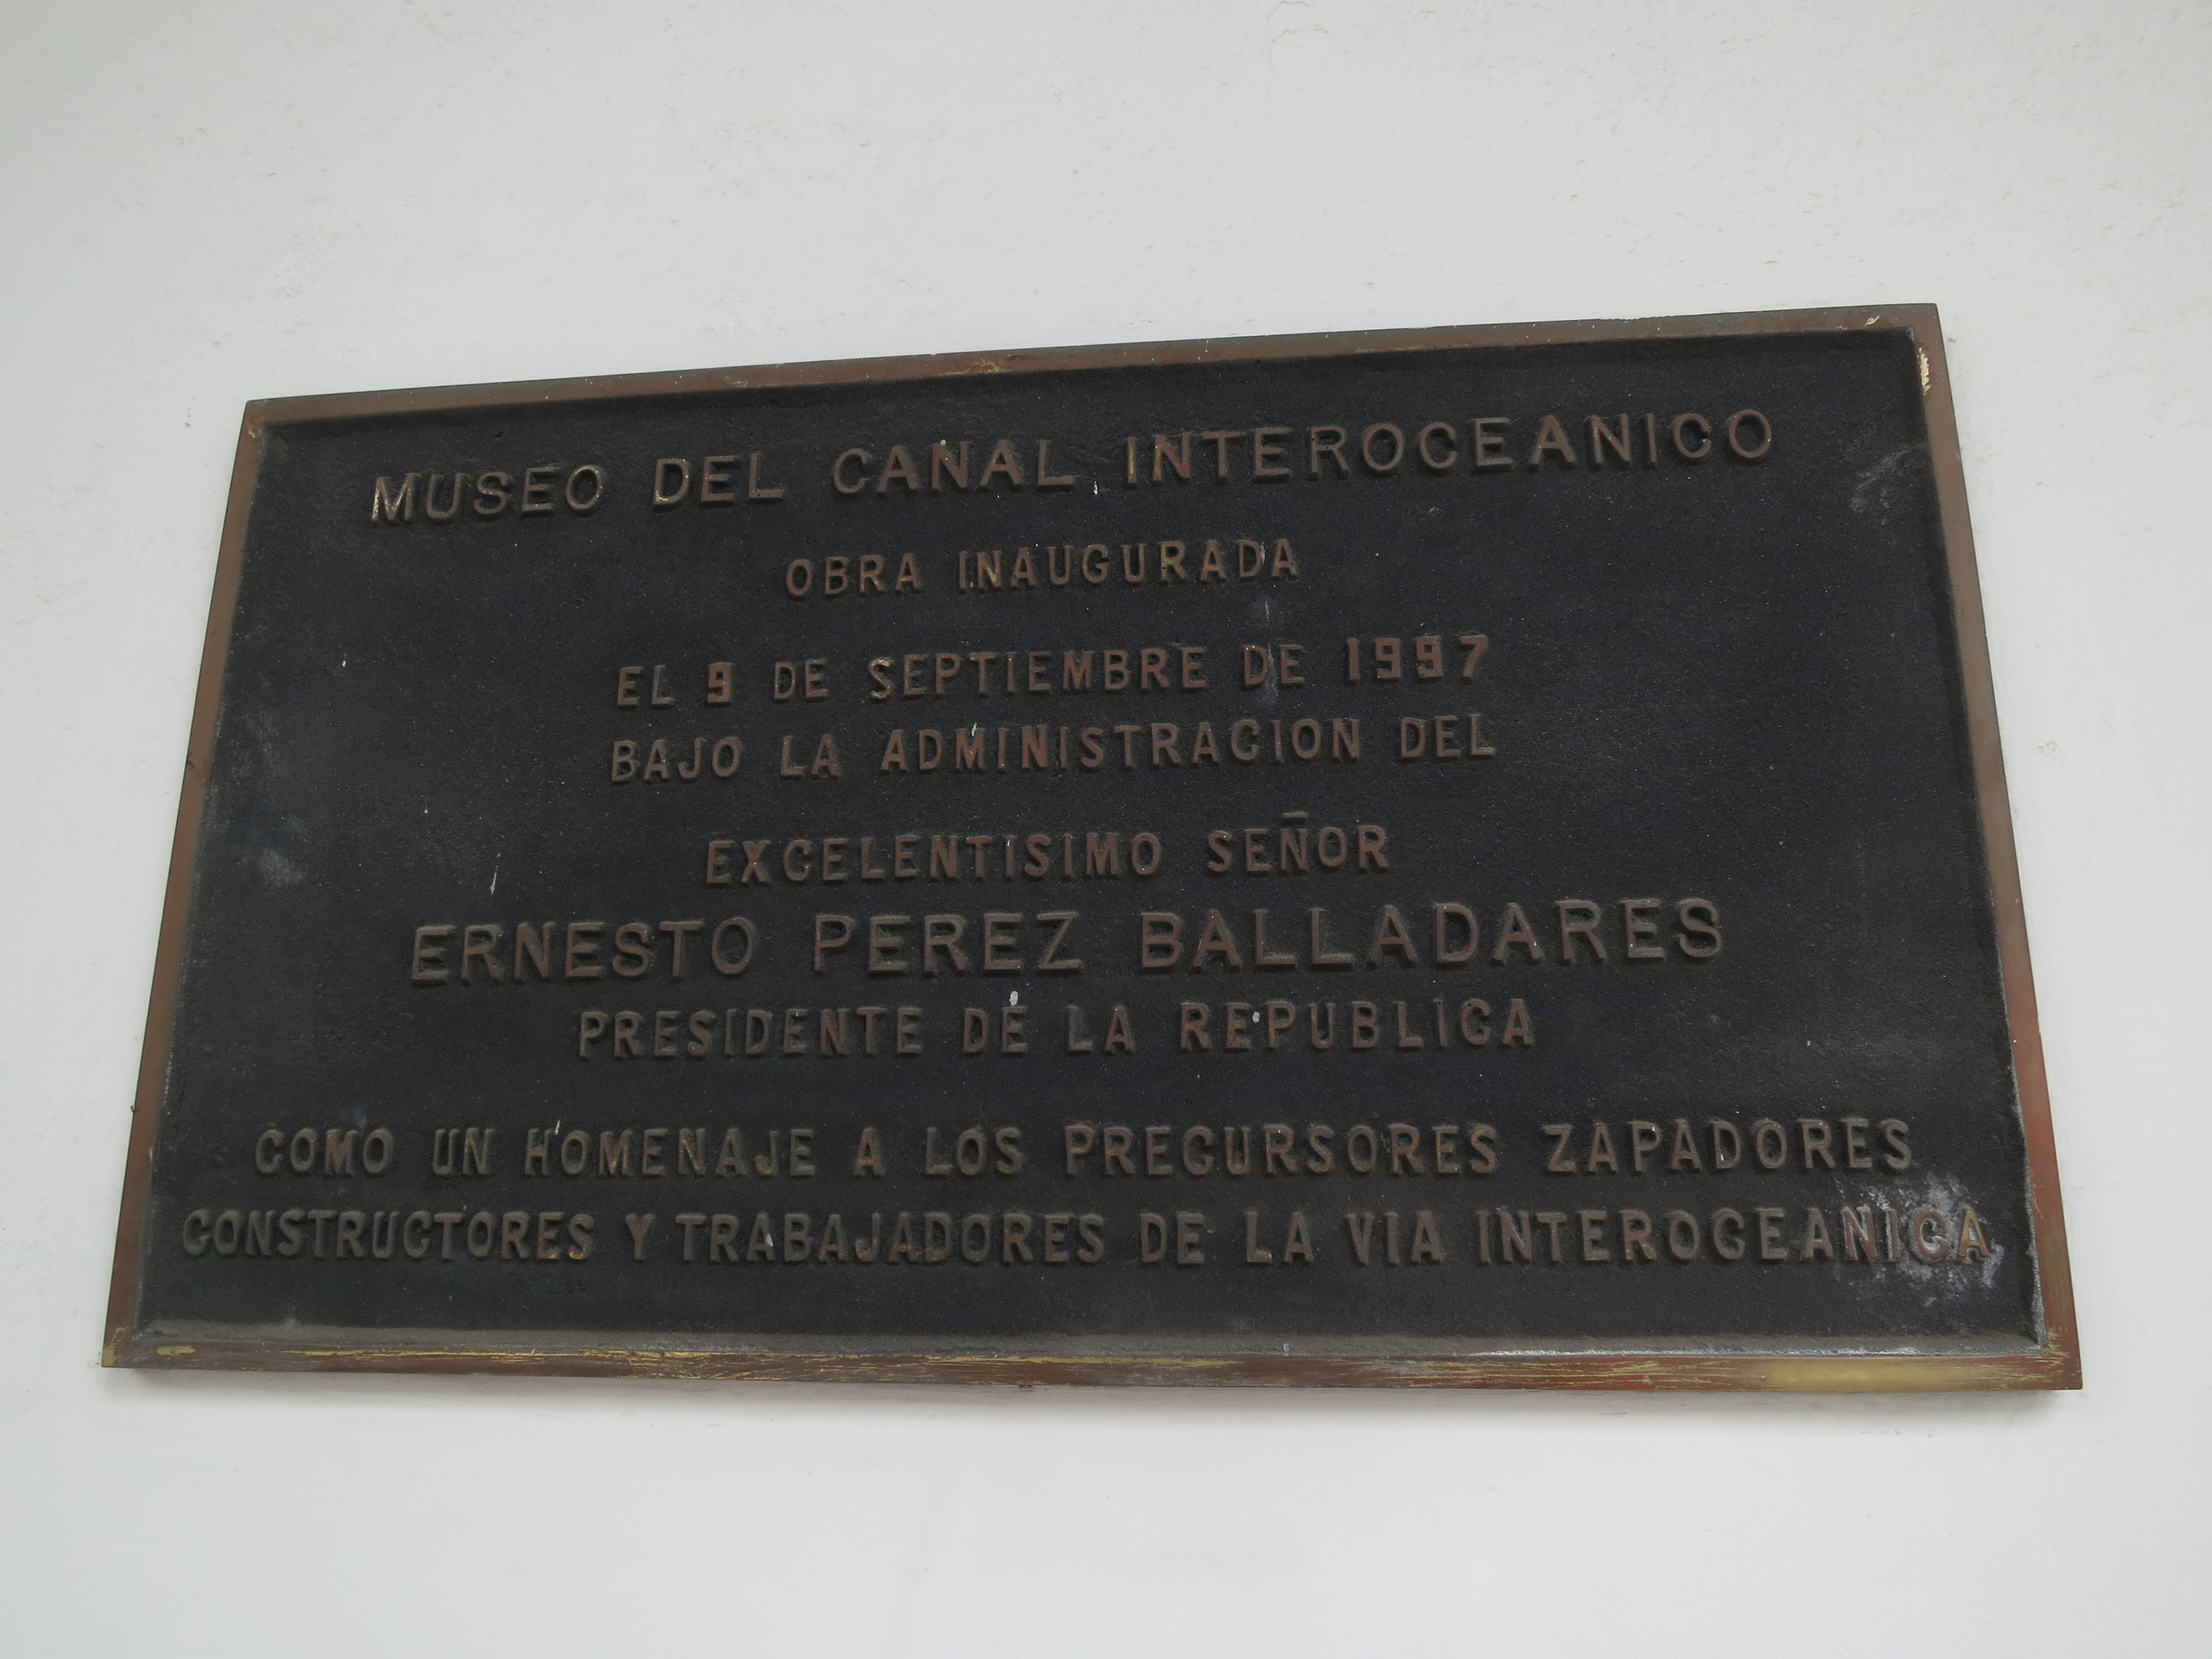 MUSEO DEL CANAL INTEROCEANICO
OBRA INAUGURADA
EL 9 DE SEPTIEMBRE DE 1997
BAJO LA ADMINISTRACION DEL
EXCELENTISIMO SEÑOR
ERNESTO PEREZ BALLADARES
PRESIDENTE DE LA REPUBLICA
COMO UN HOMENAJE A LOS PRECURSORES ZAPADORES
CONSTRUCTORES Y TRABAJADORES DE LA VIA INTEROCEANICA